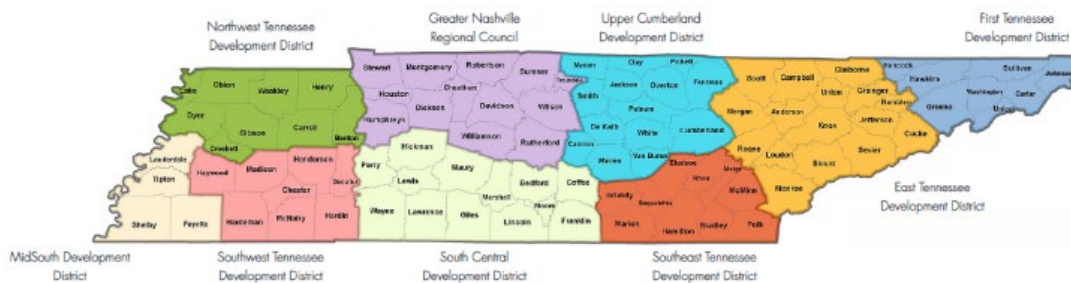 Northwest Tennessee
Development District
Greater Nashville
Regional Council
Upper Cumberland
Development District
First Tennessee
Development District
Lake
Obion
Weakley
Henry
Dyer
Gibson
Carroll
Benton
Crockett
Stewart
Montgomery
Robertson
Sumner
Houston
Cheatham
Dickson
Davidson
Wilson
Humphreys
Williamson
Rutherford
Macon
Clay
Pickett
Smith
Jackson
Overton
Fentress
Putnam
De Kalb
White
Cumberland
Cannon
Warren
Van Buren
Scott
Campbell
Claiborne
Union
Grainger
Morgan
Anderson
Knox
Jefferson
Cocke
Roane
Loudon
Blount
Sevier
Monroe
Hancock
Hawkins
Sullivan
Johnson
Washington
Carter
Greene
Unicoi
Lauderdale
Tipton
Shelby
Fayette
Haywood
Madison
Henderson
Chester
Hardeman
McNairy
Hardin
Perry
Hickman
Maury
Lewis
Wayne
Lawrence
Giles
Marshall
Bedford
Coffee
Moore
Lincoln
Franklin
Bledsoe
Rhea
Meigs
McMinn
Grundy
Sequatchie
Marion
Hamilton
Bradley
Polk
East Tennessee
Development District
MidSouth Development
District
Southwest Tennessee
Development District
South Central
Development District
Southeast Tennessee
Development District